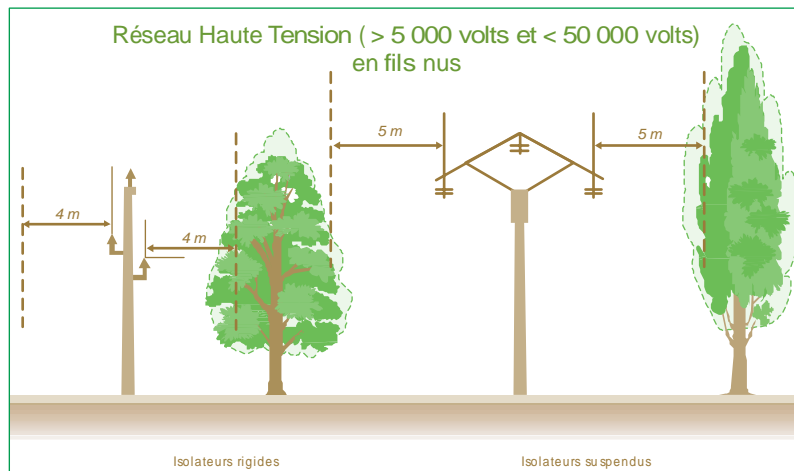 Réseau Haute Tension ( > 5 000 volts et < 50 000 volts)
en fils nus
5 m
5 m
4 m
4 m
Isolateurs rigides
Isolateurs suspendus